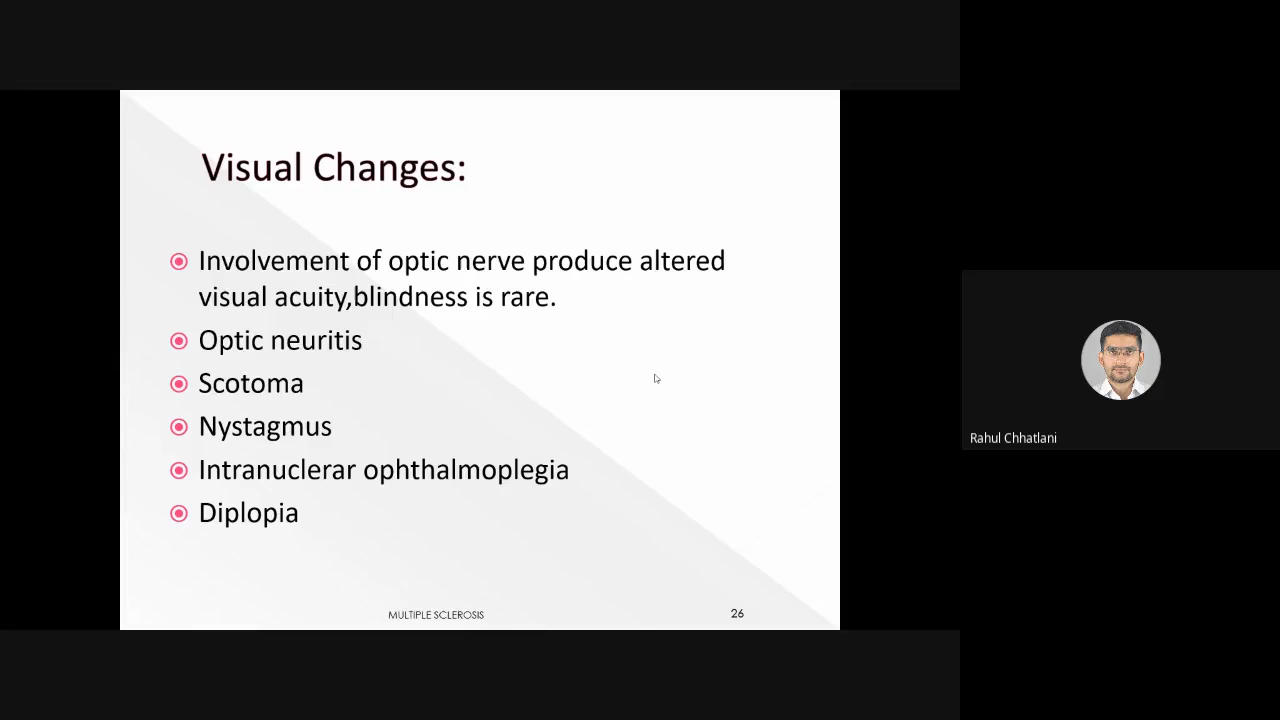 Visual Changes:
Involvement of optic nerve produce altered
visual acuity,blindness is rare.
Optic neuritis
Scotoma
Nystagmus
Intranuclerar ophthalmoplegia
Diplopia
MULTIPLE SCLEROSIS
26
Rahul Chhatlani